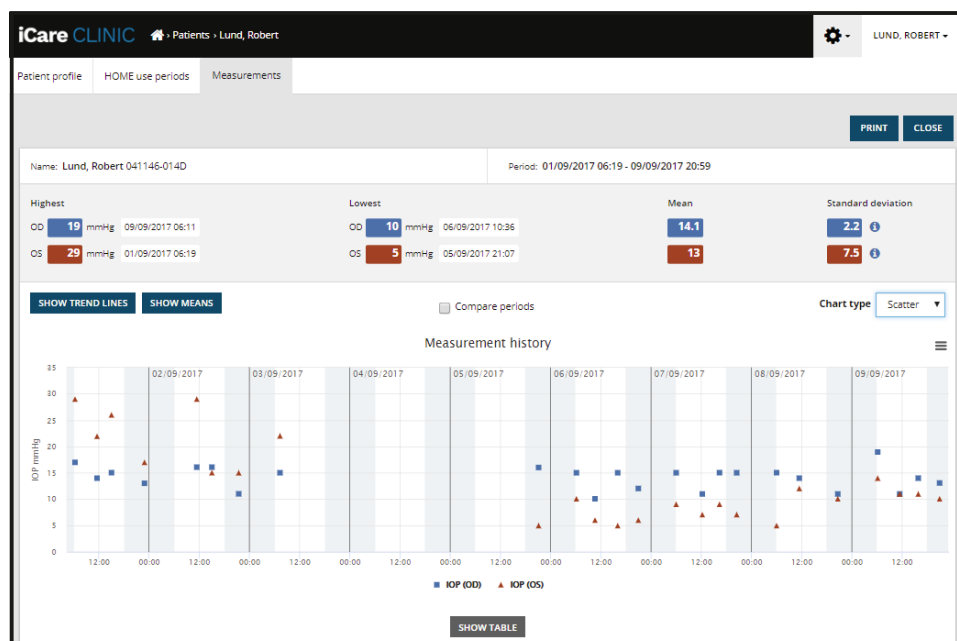 iCare CLINIC › Patients › Lund, Robert LUND, ROBERT
Patient profile HOME use periods Measurements
PRINT CLOSE
Name: Lund, Robert 041146-014D Period: 01/09/2017 06:19 - 09/09/2017 20:59
Highest Lowest Mean Standard deviation
OD 19 mmHg 09/09/2017 06:11 OD 10 mmHg 06/09/2017 10:36 14.1 2.2 i
OS 29 mmHg 01/09/2017 06:19 OS 5 mmHg 05/09/2017 21:07 13 7.5 i
SHOW TREND LINES SHOW MEANS Compare periods Chart type Scatter
Measurement history
35 02/09/2017 03/09/2017 04/09/2017 05/09/2017 06/09/2017 07/09/2017 08/09/2017 09/09/2017
30
25
20
IOP mmHg
15
10
5
0
12:00 00:00 12:00 00:00 12:00 00:00 12:00 00:00 12:00 00:00 12:00 00:00 12:00 00:00 12:00 00:00 12:00
IOP (OD) IOP (OS)
SHOW TABLE